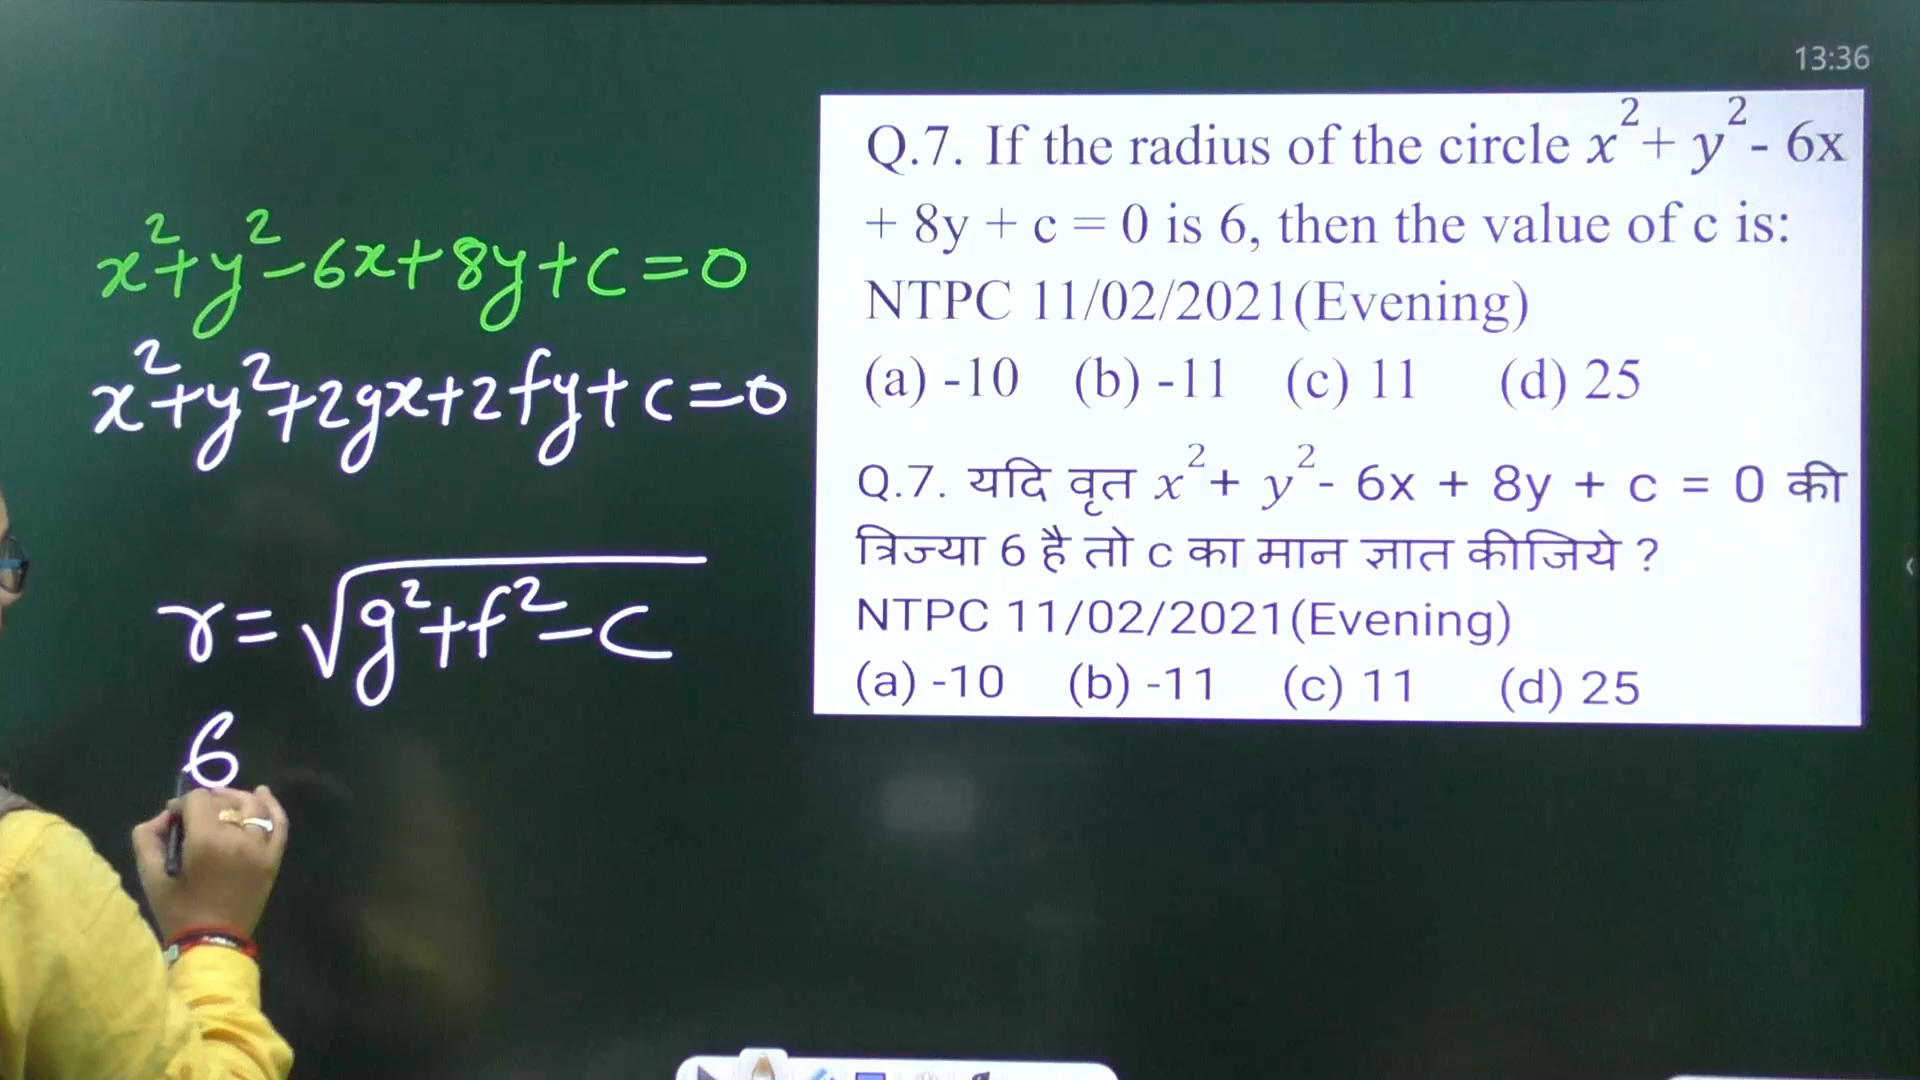 13:36
x²+y²-6x+8y+c=0
x²+y²+2gx+2fy+c=0
r=√g²+f²-c
6
Q.7. If the radius of the circle x²+ y²- 6x
+ 8y + c = 0 is 6, then the value of c is:
NTPC 11/02/2021(Evening)
(a) -10 (b) -11 (c) 11 (d) 25
Q.7. यदि वृत x²+ y²- 6x + 8y + c = 0 की
त्रिज्या 6 है तो c का मान ज्ञात कीजिये ?
NTPC 11/02/2021(Evening)
(a) -10 (b) -11 (c) 11 (d) 25